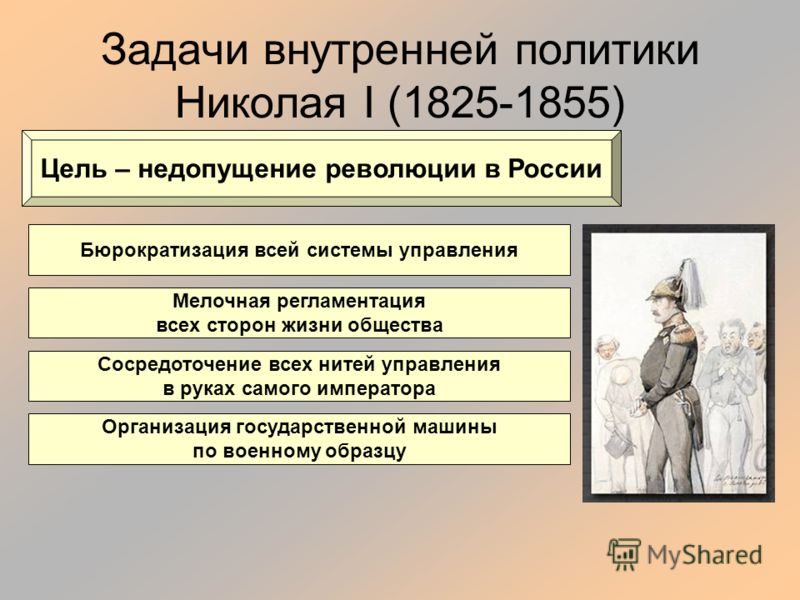 Задачи внутренней политики
Николая I (1825-1855)
Цель – недопущение революции в России
Бюрократизация всей системы управления
Мелочная регламентация
всех сторон жизни общества
Сосредоточение всех нитей управления
в руках самого императора
Организация государственной машины
по военному образцу
MyShared